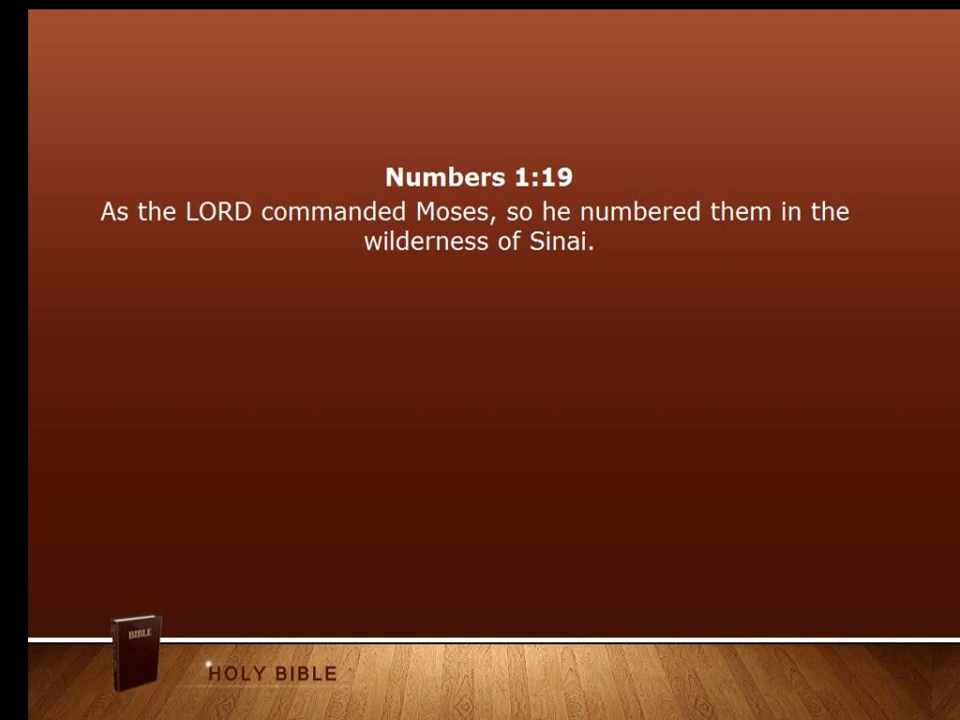 Numbers 1:19
As the LORD commanded Moses, so he numbered them in the
wilderness of Sinai.
BIBLE
HOLY BIBLE